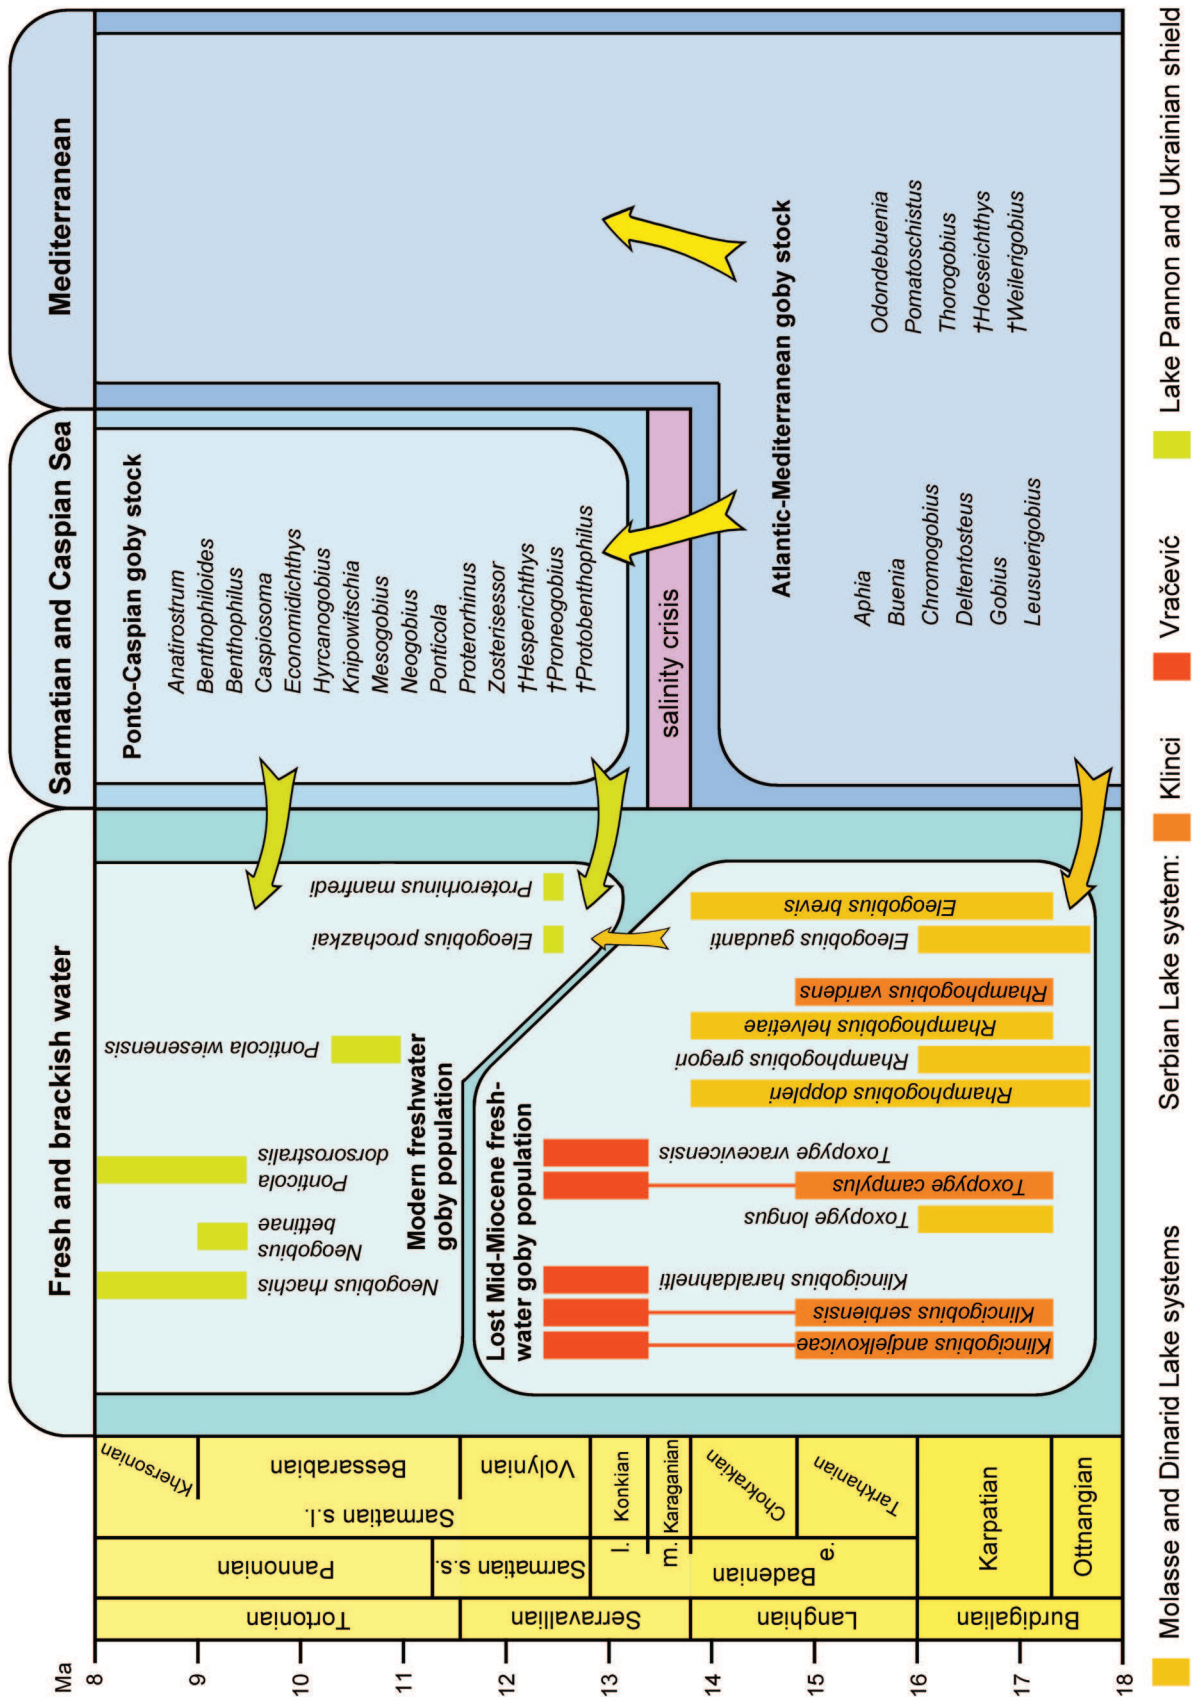 Ma
8
9
10
11
12
13
14
15
16
17
18
Tortonian
Serravallian
Langhian
Burdigalian
Pannonian
Sarmatian s.s.
Badenian
l.
m.
e.
Karpatian
Ottnangian
Sarmatian s.l.
Khersonian
Bessarabian
Volynian
Konkian
Karaganian
Chokrakian
Tarkhanian
Fresh and brackish water
Neogobius rhachis
Neogobius
bettinae
Ponticola
dorsorostralis
Ponticola wiesenensis
Eleogobius prochazkai
Proterorhinus manfredi
Modern freshwater
goby population
Lost Mid-Miocene fresh-
water goby population
Klincigobius andjelkovicae
Klincigobius serbiensis
Klincigobius haraldahnelti
Toxopyge longus
Toxopyge campylus
Toxopyge vracevicensis
Rhamphogobius doppleri
Rhamphogobius gregori
Rhamphogobius helvetiae
Rhamphogobius varidens
Eleogobius gaudanti
Eleogobius brevis
Sarmatian and Caspian Sea
Ponto-Caspian goby stock
Anatirostrum
Benthophiloides
Benthophilus
Caspiosoma
Economidichthys
Hyrcanogobius
Knipowitschia
Mesogobius
Neogobius
Ponticola
Proterorhinus
Zosterisessor
†Hesperichthys
†Proneogobius
†Protobenthophilus
salinity crisis
Mediterranean
Atlantic-Mediterranean goby stock
Aphia
Buenia
Chromogobius
Deltentosteus
Gobius
Leusuerigobius
Odondebuenia
Pomatoschistus
Thorogobius
†Hoeseichthys
†Weilerigobius
Molasse and Dinarid Lake systems
Serbian Lake system:
Klinci
Vračević
Lake Pannon and Ukrainian shield